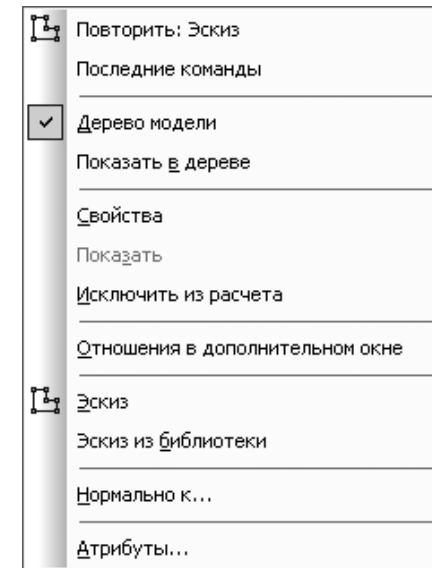 Повторить: Эскиз
Последние команды
Дерево модели
Показать в дереве
Свойства
Показать
Исключить из расчета
Отношения в дополнительном окне
Эскиз
Эскиз из библиотеки
Нормально к...
Атрибуты...